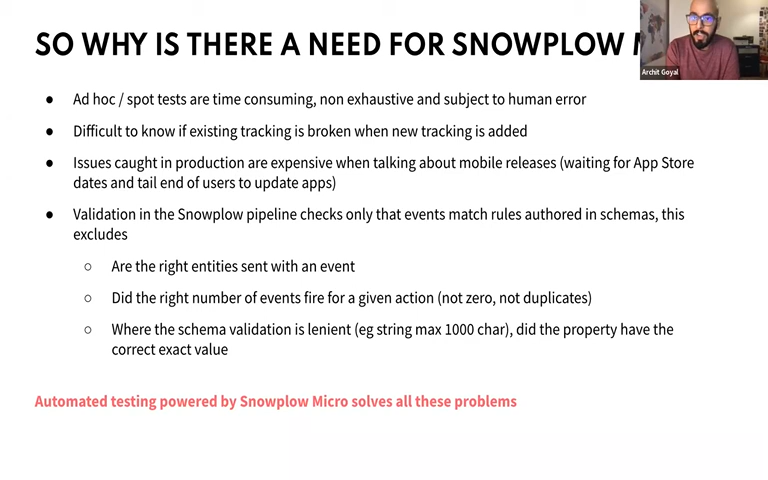 SO WHY IS THERE A NEED FOR SNOWPLOW
Archit Goyal
● Ad hoc / spot tests are time consuming, non exhaustive and subject to human error
● Difficult to know if existing tracking is broken when new tracking is added
● Issues caught in production are expensive when talking about mobile releases (waiting for App Store
dates and tail end of users to update apps)
● Validation in the Snowplow pipeline checks only that events match rules authored in schemas, this
excludes
○ Are the right entities sent with an event
○ Did the right number of events fire for a given action (not zero, not duplicates)
○ Where the schema validation is lenient (eg string max 1000 char), did the property have the
correct exact value
Automated testing powered by Snowplow Micro solves all these problems